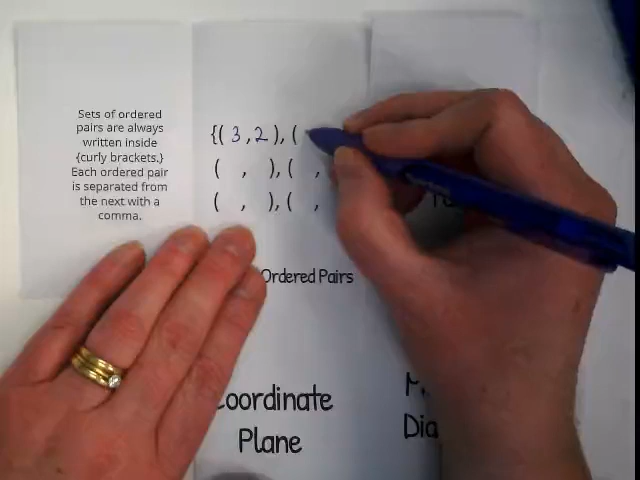 Sets of ordered
pairs are always
written inside
{curly brackets.}
Each ordered pair
is separated from
the next with a
comma.
{( 3 , 2 ), (
( , ), ( ,
( , ), ( ,
Ordered Pairs
Coordinate
Plane